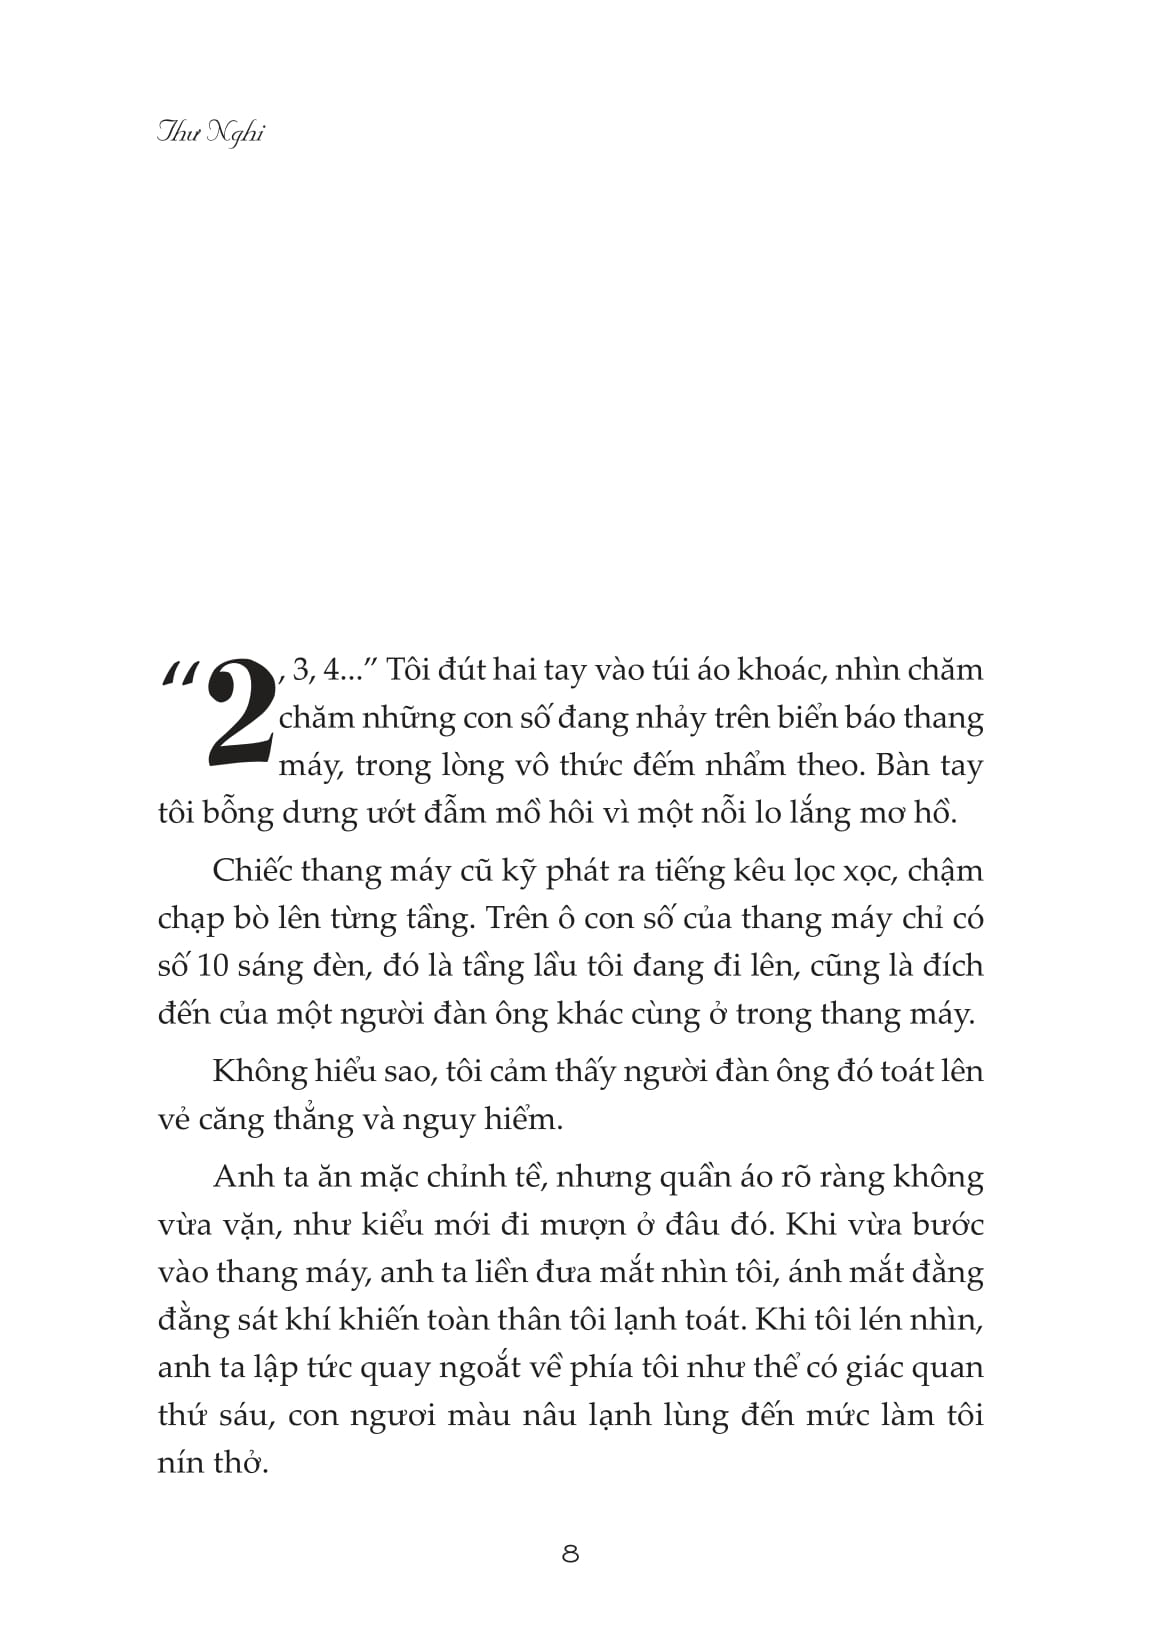 Thư Nghi
“2, 3, 4...” Tôi đút hai tay vào túi áo khoác, nhìn chăm
chăm những con số đang nhảy trên biển báo thang
máy, trong lòng vô thức đếm nhẩm theo. Bàn tay
tôi bỗng dưng ướt đẫm mồ hôi vì một nỗi lo lắng mơ hồ.
Chiếc thang máy cũ kỹ phát ra tiếng kêu lọc xọc, chậm
chạp bò lên từng tầng. Trên ô con số của thang máy chỉ có
số 10 sáng đèn, đó là tầng lầu tôi đang đi lên, cũng là đích
đến của một người đàn ông khác cùng ở trong thang máy.
Không hiểu sao, tôi cảm thấy người đàn ông đó toát lên
vẻ căng thẳng và nguy hiểm.
Anh ta ăn mặc chỉnh tề, nhưng quần áo rõ ràng không
vừa vặn, như kiểu mới đi mượn ở đâu đó. Khi vừa bước
vào thang máy, anh ta liền đưa mắt nhìn tôi, ánh mắt đằng
đằng sát khí khiến toàn thân tôi lạnh toát. Khi tôi lén nhìn,
anh ta lập tức quay ngoắt về phía tôi như thể có giác quan
thứ sáu, con ngươi màu nâu lạnh lùng đến mức làm tôi
nín thở.
8